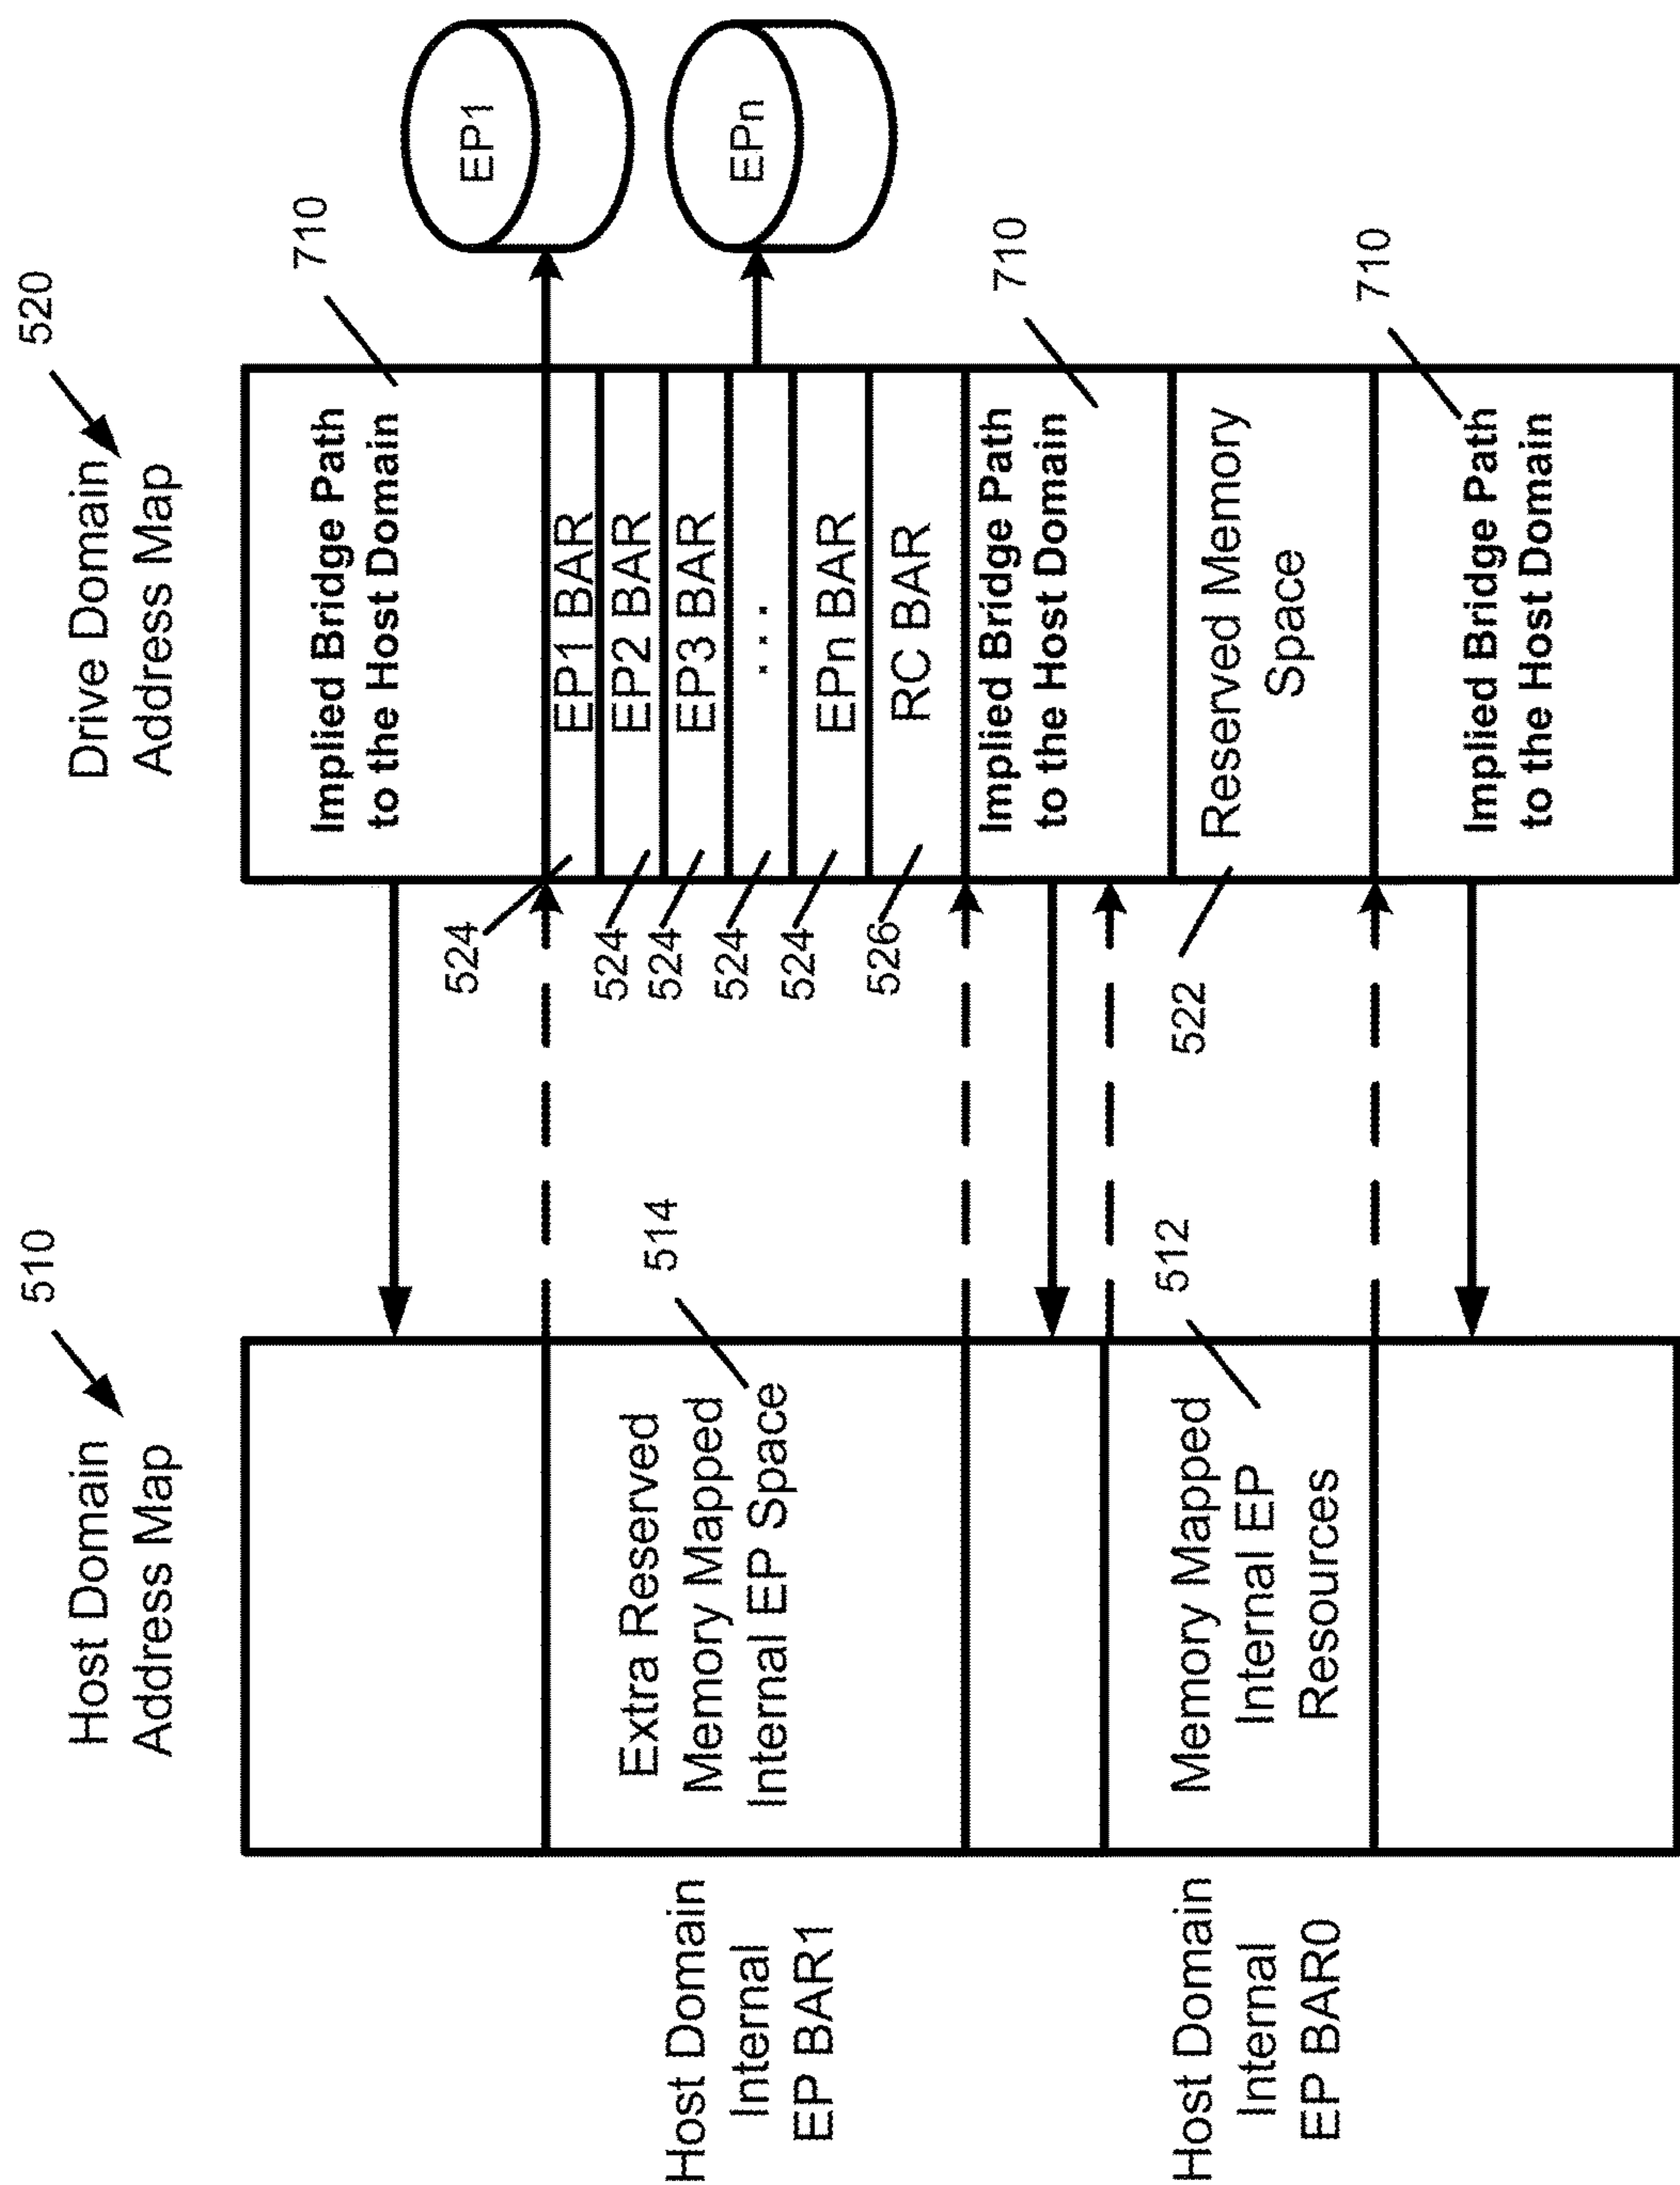 510
Host Domain
Address Map
520
Drive Domain
Address Map
Host Domain
Internal
EP BAR1
Extra Reserved
Memory Mapped
Internal EP Space
514
Host Domain
Internal
EP BAR0
Memory Mapped
Internal EP
Resources
512
Implied Bridge Path
to the Host Domain
710
524
EP1 BAR
524
EP2 BAR
524
EP3 BAR
524
. . .
524
EPn BAR
526
RC BAR
Implied Bridge Path
to the Host Domain
710
522
Reserved Memory
Space
Implied Bridge Path
to the Host Domain
710
EP1
EPn